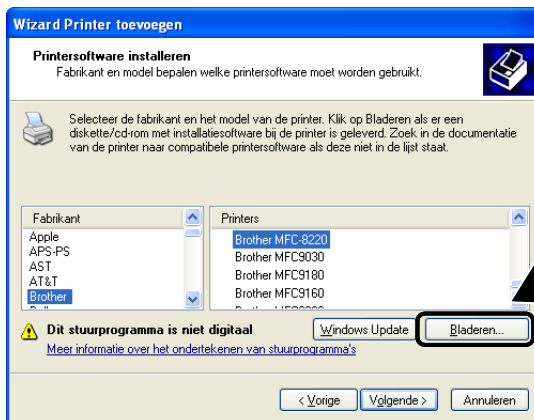 Wizard Printer toevoegen
Printersoftware installeren
Fabrikant en model bepalen welke printersoftware moet worden gebruikt.
Selecteer de fabrikant en het model van de printer. Klik op Bladeren als er een
diskette/cd-rom met installatiesoftware bij de printer is geleverd. Zoek in de documentatie
van de printer naar compatibele printersoftware als deze niet in de lijst staat.
Fabrikant
Apple
APS-PS
AST
AT&T
Brother
Printers
Brother MFC-8220
Brother MFC9030
Brother MFC9180
Brother MFC9160
Dit stuurprogramma is niet digitaal
Windows Update
Bladeren...
Meer informatie over het ondertekenen van stuurprogramma's
< Vorige
Volgende >
Annuleren